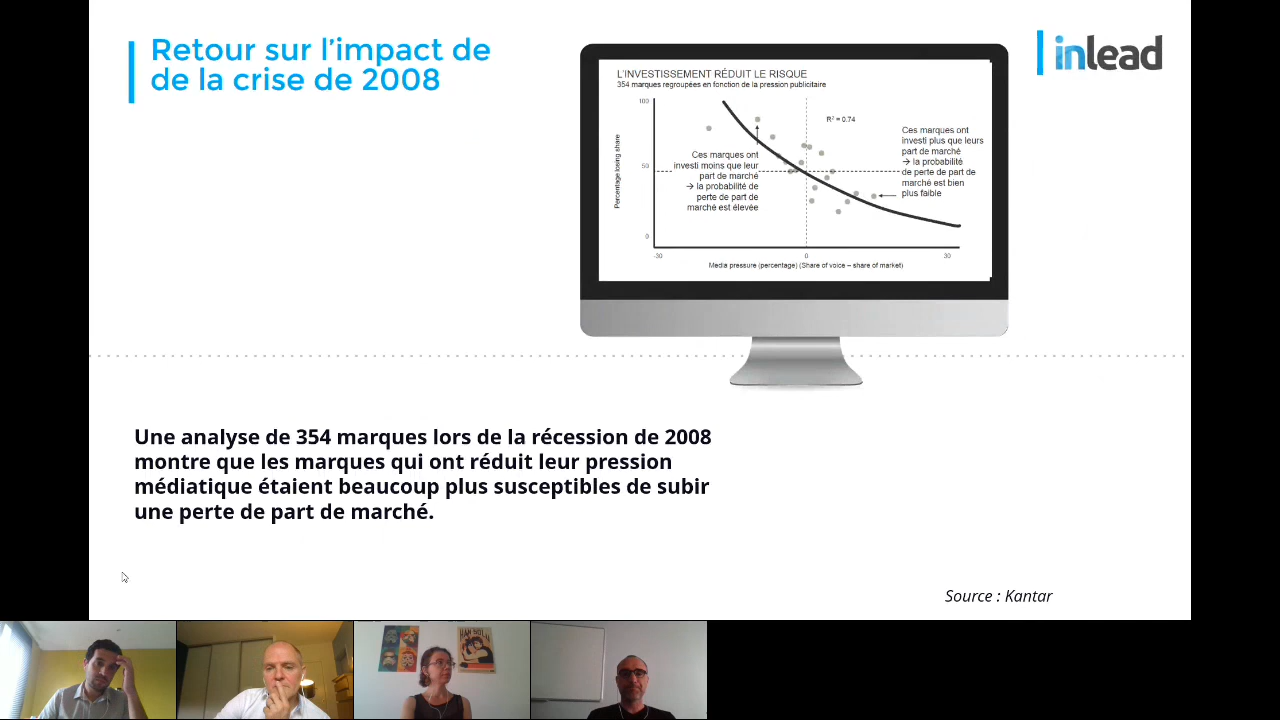 Retour sur l'impact de
de la crise de 2008
inlead
L'INVESTISSEMENT RÉDUIT LE RISQUE
354 marques regroupées en fonction de la pression publicitaire
100
R² = 0.74
Ces marques ont
investi plus que leurs
part de marché
→ la probabilité
de perte de part de
marché est bien
plus faible
Ces marques ont
investi moins que leur
part de marché
→ la probabilité de
perte de part de
marché est élevée
50
Percentage losing share
0
-30
0
30
Media pressure (percentage) (Share of voice – share of market)
Une analyse de 354 marques lors de la récession de 2008
montre que les marques qui ont réduit leur pression
médiatique étaient beaucoup plus susceptibles de subir
une perte de part de marché.
Source : Kantar
HAN SOLO